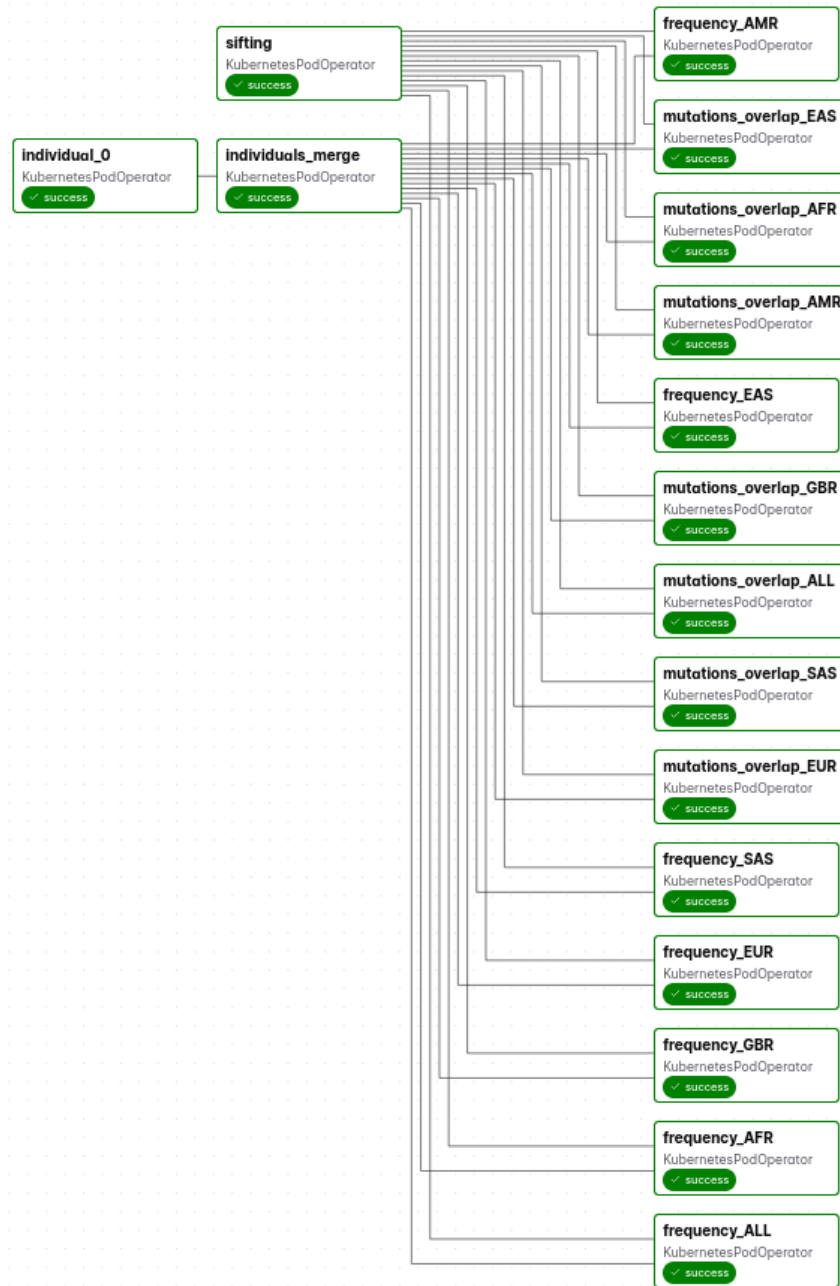 sifting
KubernetesPodOperator
success
individual_0
KubernetesPodOperator
success
individuals_merge
KubernetesPodOperator
success
frequency_AMR
KubernetesPodOperator
success
mutations_overlap_EAS
KubernetesPodOperator
success
mutations_overlap_AFR
KubernetesPodOperator
success
mutations_overlap_AMR
KubernetesPodOperator
success
frequency_EAS
KubernetesPodOperator
success
mutations_overlap_GBR
KubernetesPodOperator
success
mutations_overlap_ALL
KubernetesPodOperator
success
mutations_overlap_SAS
KubernetesPodOperator
success
mutations_overlap_EUR
KubernetesPodOperator
success
frequency_SAS
KubernetesPodOperator
success
frequency_EUR
KubernetesPodOperator
success
frequency_GBR
KubernetesPodOperator
success
frequency_AFR
KubernetesPodOperator
success
frequency_ALL
KubernetesPodOperator
success